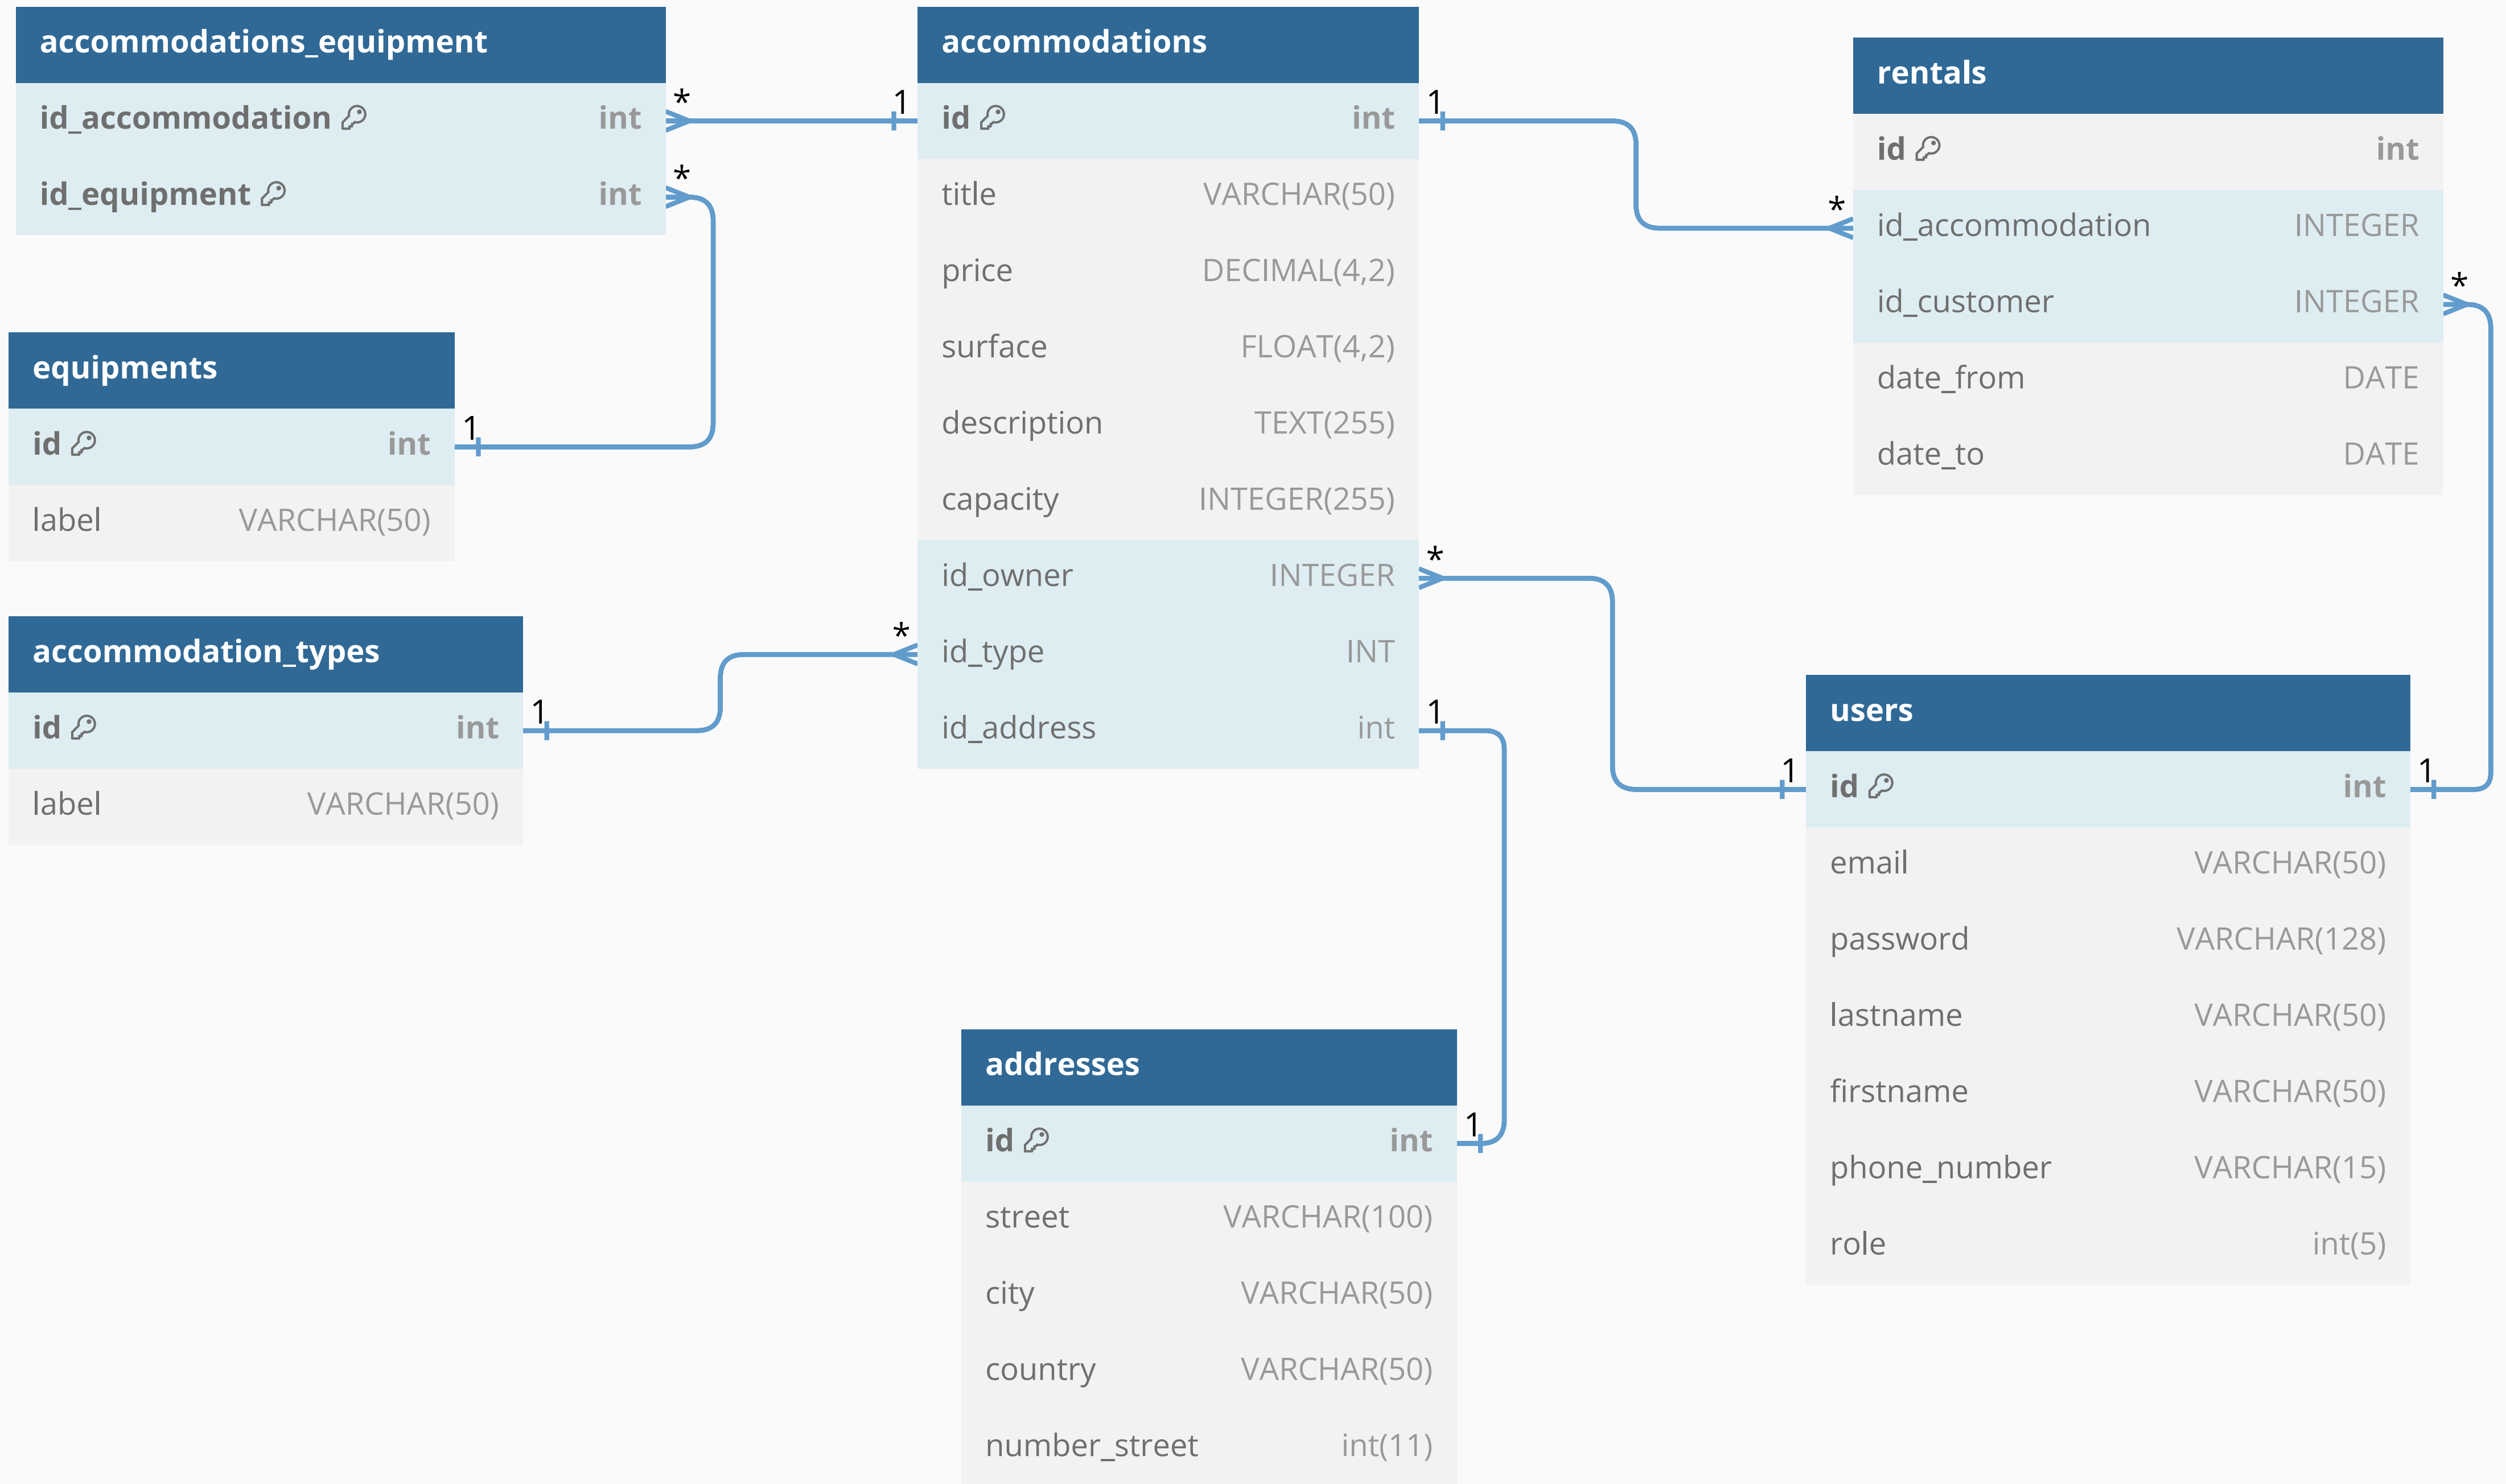 accommodations_equipment
id_accommodation int
id_equipment int
equipments
id int
label VARCHAR(50)
accommodation_types
id int
label VARCHAR(50)
accommodations
id int
title VARCHAR(50)
price DECIMAL(4,2)
surface FLOAT(4,2)
description TEXT(255)
capacity INTEGER(255)
id_owner INTEGER
id_type INT
id_address int
addresses
id int
street VARCHAR(100)
city VARCHAR(50)
country VARCHAR(50)
number_street int(11)
rentals
id int
id_accommodation INTEGER
id_customer INTEGER
date_from DATE
date_to DATE
users
id int
email VARCHAR(50)
password VARCHAR(128)
lastname VARCHAR(50)
firstname VARCHAR(50)
phone_number VARCHAR(15)
role int(5)
*
1
*
1
1
*
1
*
*
1
*
1
1
1